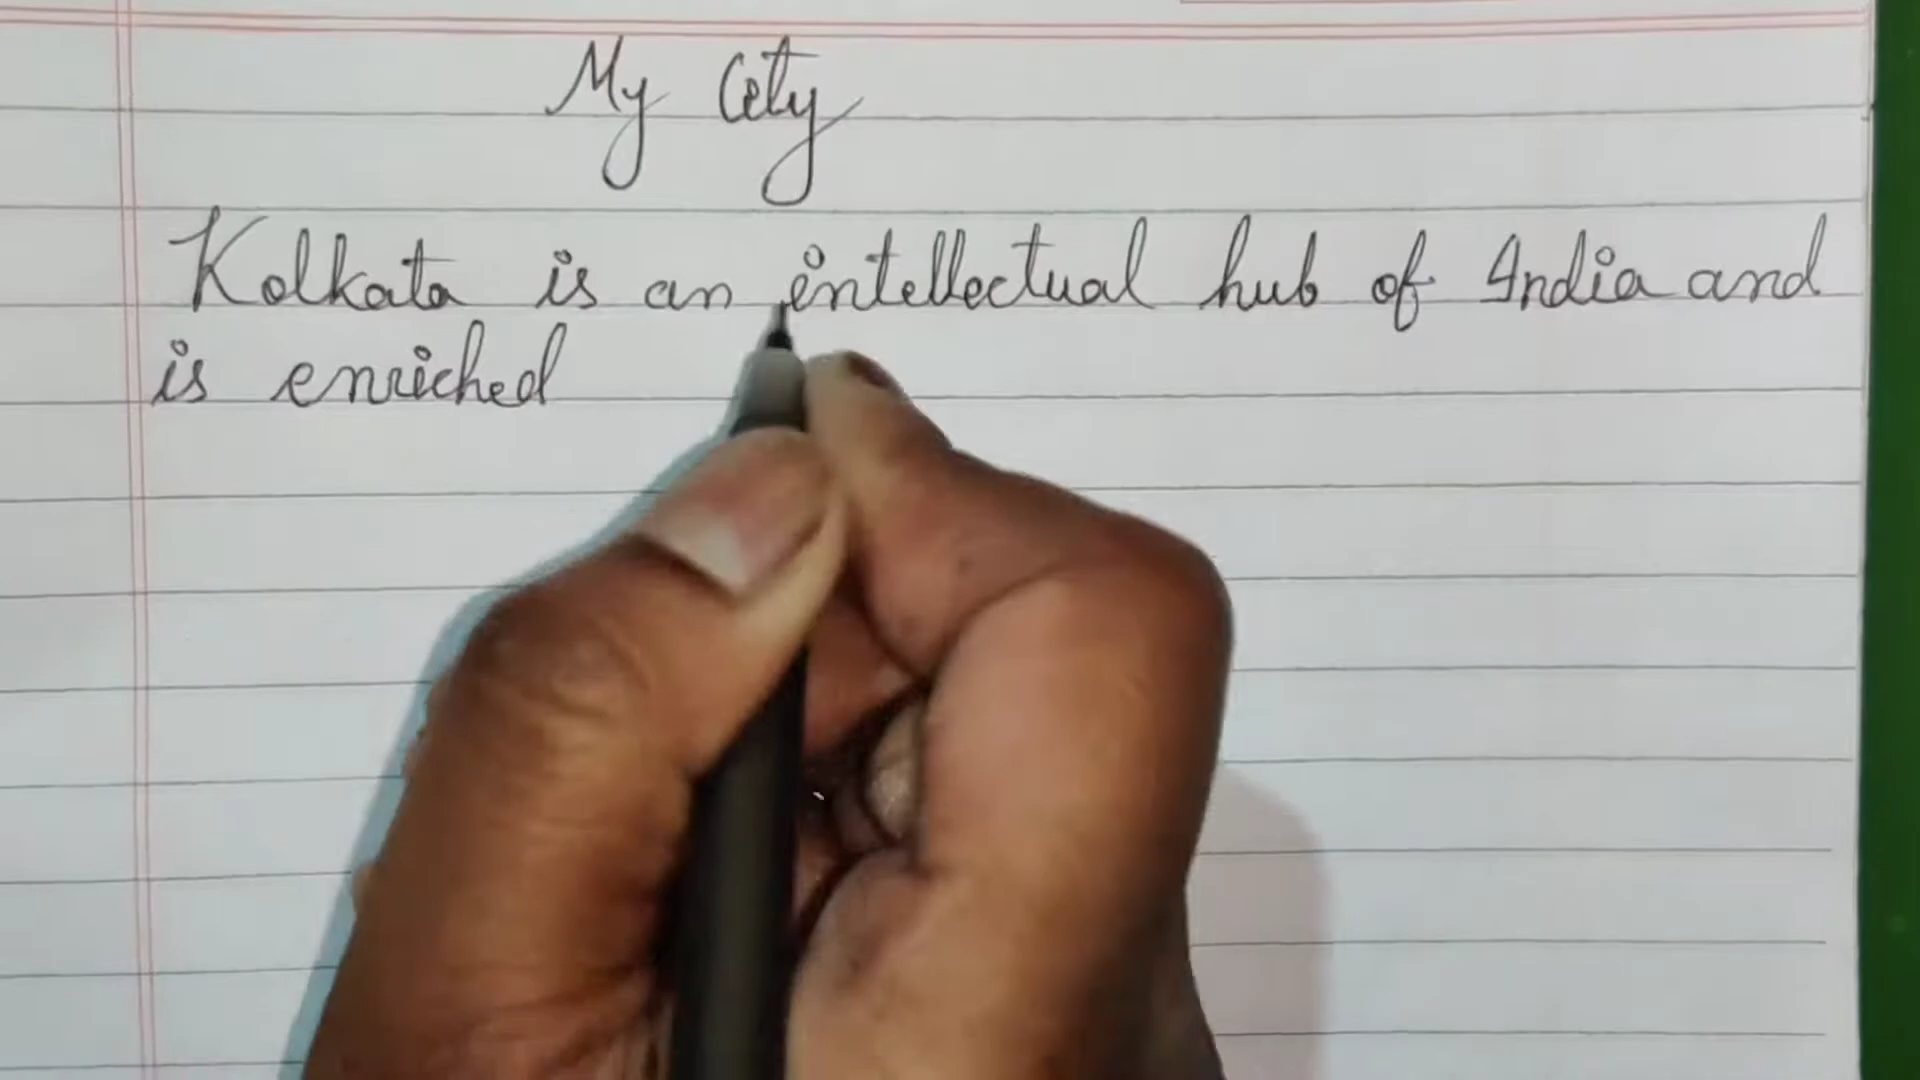 My City
Kolkata is an intellectual hub of India and
is enriched